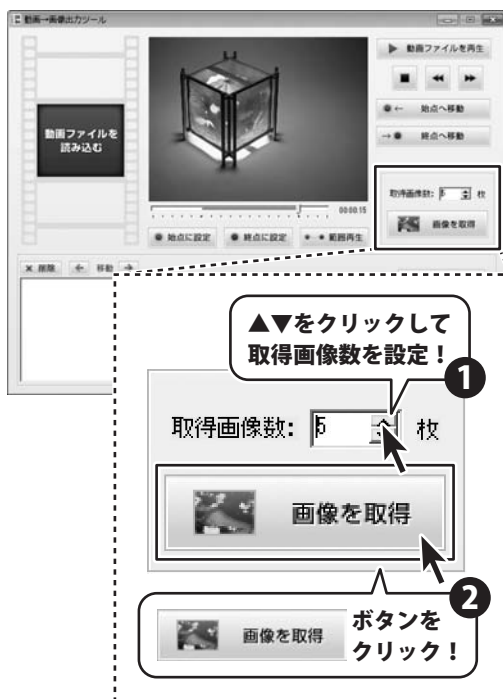 動画→画像出力ツール
動画ファイルを
読み込む
動画ファイルを再生
始点へ移動
終点へ移動
取得画像数: 5 枚
画像を取得
00:00:15
始点に設定
終点に設定
範囲再生
× 削除 ← 移動 →
▲▼をクリックして
取得画像数を設定!
1
取得画像数: 5 枚
画像を取得
2
画像を取得
ボタンを
クリック!